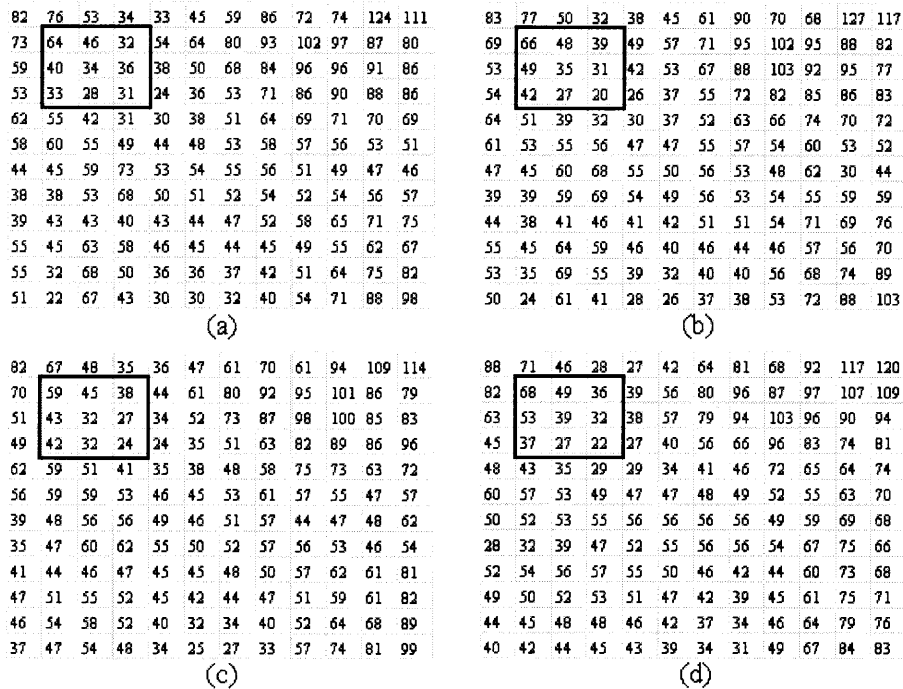 82 76 53 34 33 45 59 86 72 74 124 111
73 64 46 32 54 64 80 93 102 97 87 80
59 40 34 36 38 50 68 84 96 96 91 86
53 33 28 31 24 36 53 71 86 90 88 86
62 55 42 31 30 38 51 64 69 71 70 69
58 60 55 49 44 48 53 58 57 56 53 51
44 45 59 73 53 54 55 56 51 49 47 46
38 38 53 68 50 51 52 54 52 54 56 57
39 43 43 40 43 44 47 52 58 65 71 75
55 45 63 58 46 45 44 45 49 55 62 67
55 32 68 50 36 36 37 42 51 64 75 82
51 22 67 43 30 30 32 40 54 71 88 98
(a)
83 77 50 32 38 45 61 90 70 68 127 117
69 66 48 39 49 57 71 95 102 95 88 82
53 49 35 31 42 53 67 88 103 92 95 77
54 42 27 20 26 37 55 72 82 85 86 83
64 51 39 32 30 37 52 63 66 74 70 72
61 53 55 56 47 47 55 57 54 60 53 52
47 45 60 68 55 50 56 53 48 62 30 44
39 39 59 69 54 49 56 53 54 55 59 59
44 38 41 46 41 42 51 51 54 71 69 76
55 45 64 59 46 40 46 44 46 57 56 70
53 35 69 55 39 32 40 40 56 68 74 89
50 24 61 41 28 26 37 38 53 72 88 103
(b)
82 67 48 35 36 47 61 70 61 94 109 114
70 59 45 38 44 61 80 92 95 101 86 79
51 43 32 27 34 52 73 87 98 100 85 83
49 42 32 24 24 35 51 63 82 89 86 96
62 59 51 41 35 38 48 58 75 73 63 72
56 59 59 53 46 45 53 61 57 55 47 57
39 48 56 56 49 46 51 57 44 47 48 62
35 47 60 62 55 50 52 57 56 53 46 54
41 44 46 47 45 45 48 50 57 62 61 81
47 51 55 52 45 42 44 47 51 59 61 82
46 54 58 52 40 32 34 40 52 64 68 89
37 47 54 48 34 25 27 33 57 74 81 99
(c)
88 71 46 28 27 42 64 81 68 92 117 120
82 68 49 36 39 56 80 96 87 97 107 109
63 53 39 32 38 57 79 94 103 96 90 94
45 37 27 22 27 40 56 66 96 83 74 81
48 43 35 29 29 34 41 46 72 65 64 74
60 57 53 49 47 47 48 49 52 55 63 70
50 52 53 55 56 56 56 56 49 59 69 68
28 32 39 47 52 55 56 56 54 67 75 66
52 54 56 57 55 50 46 42 44 60 73 68
49 50 52 53 51 47 42 39 45 61 75 71
44 45 48 48 46 42 37 34 46 64 79 76
40 42 44 45 43 39 34 31 49 67 84 83
(d)